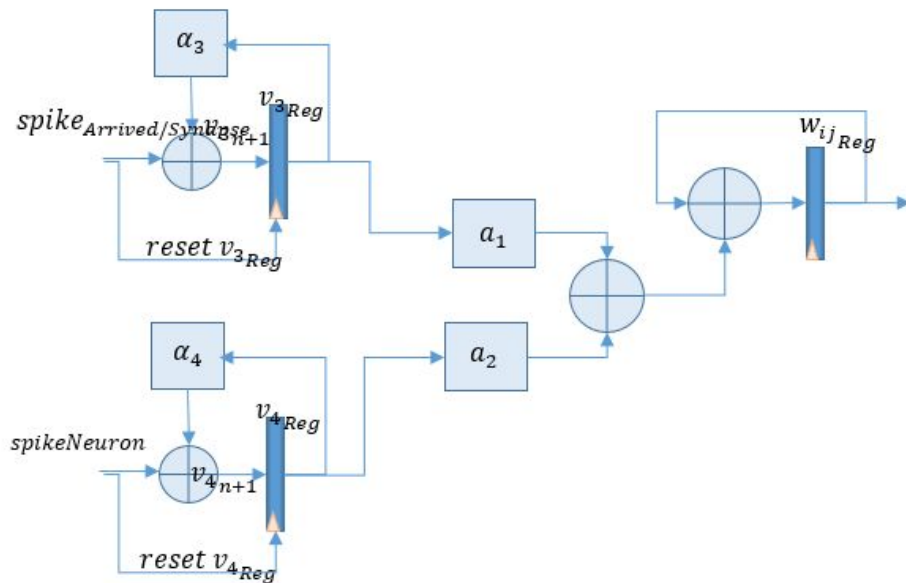 α₃
v₃Reg
spikeArrived/Synapse
v₃n+1
reset v₃Reg
wijReg
a₁
α₄
a₂
v₄Reg
spikeNeuron
v₄n+1
reset v₄Reg